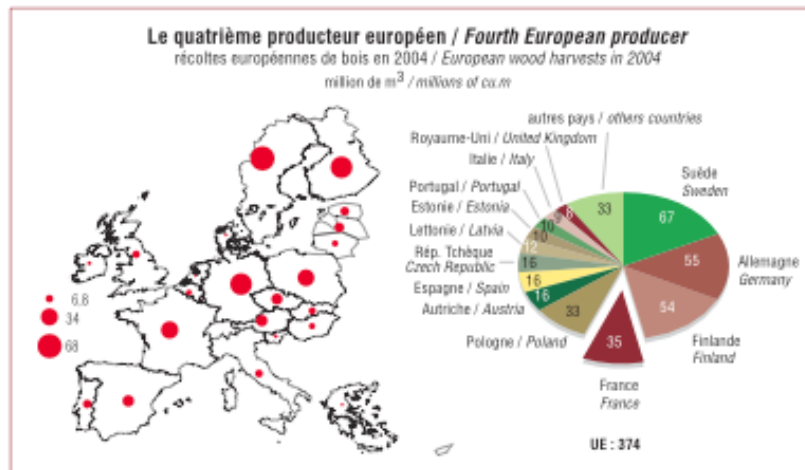 Le quatrième producteur européen / Fourth European producer
récoltes européennes de bois en 2004 / European wood harvests in 2004
million de m³ / millions of cu.m
autres pays / others countries
Royaume-Uni / United Kingdom
Italie / Italy
Portugal / Portugal
Estonie / Estonia
Lettonie / Latvia
Rép. Tchèque
Czech Republic
Espagne / Spain
Autriche / Austria
Pologne / Poland
France
France
Finlande
Finland
Allemagne
Germany
Suède
Sweden
67
55
54
35
33
16
16
16
12
10
10
8
33
6.8
34
68
UE : 374